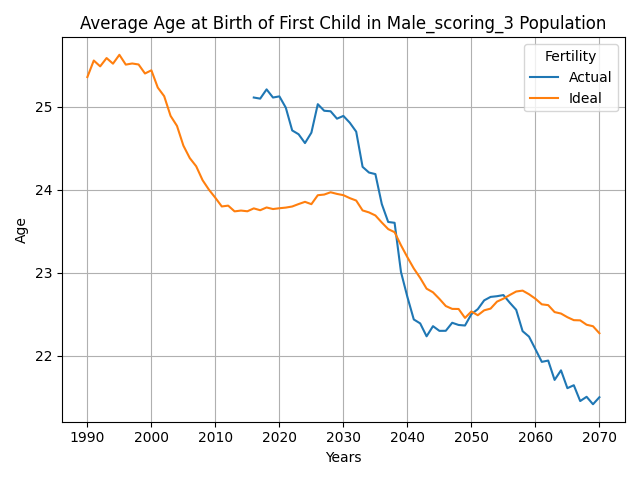 Average Age at Birth of First Child in Male_scoring_3 Population
Fertility
Actual
Ideal
25
24
23
22
Age
1990
2000
2010
2020
2030
2040
2050
2060
2070
Years